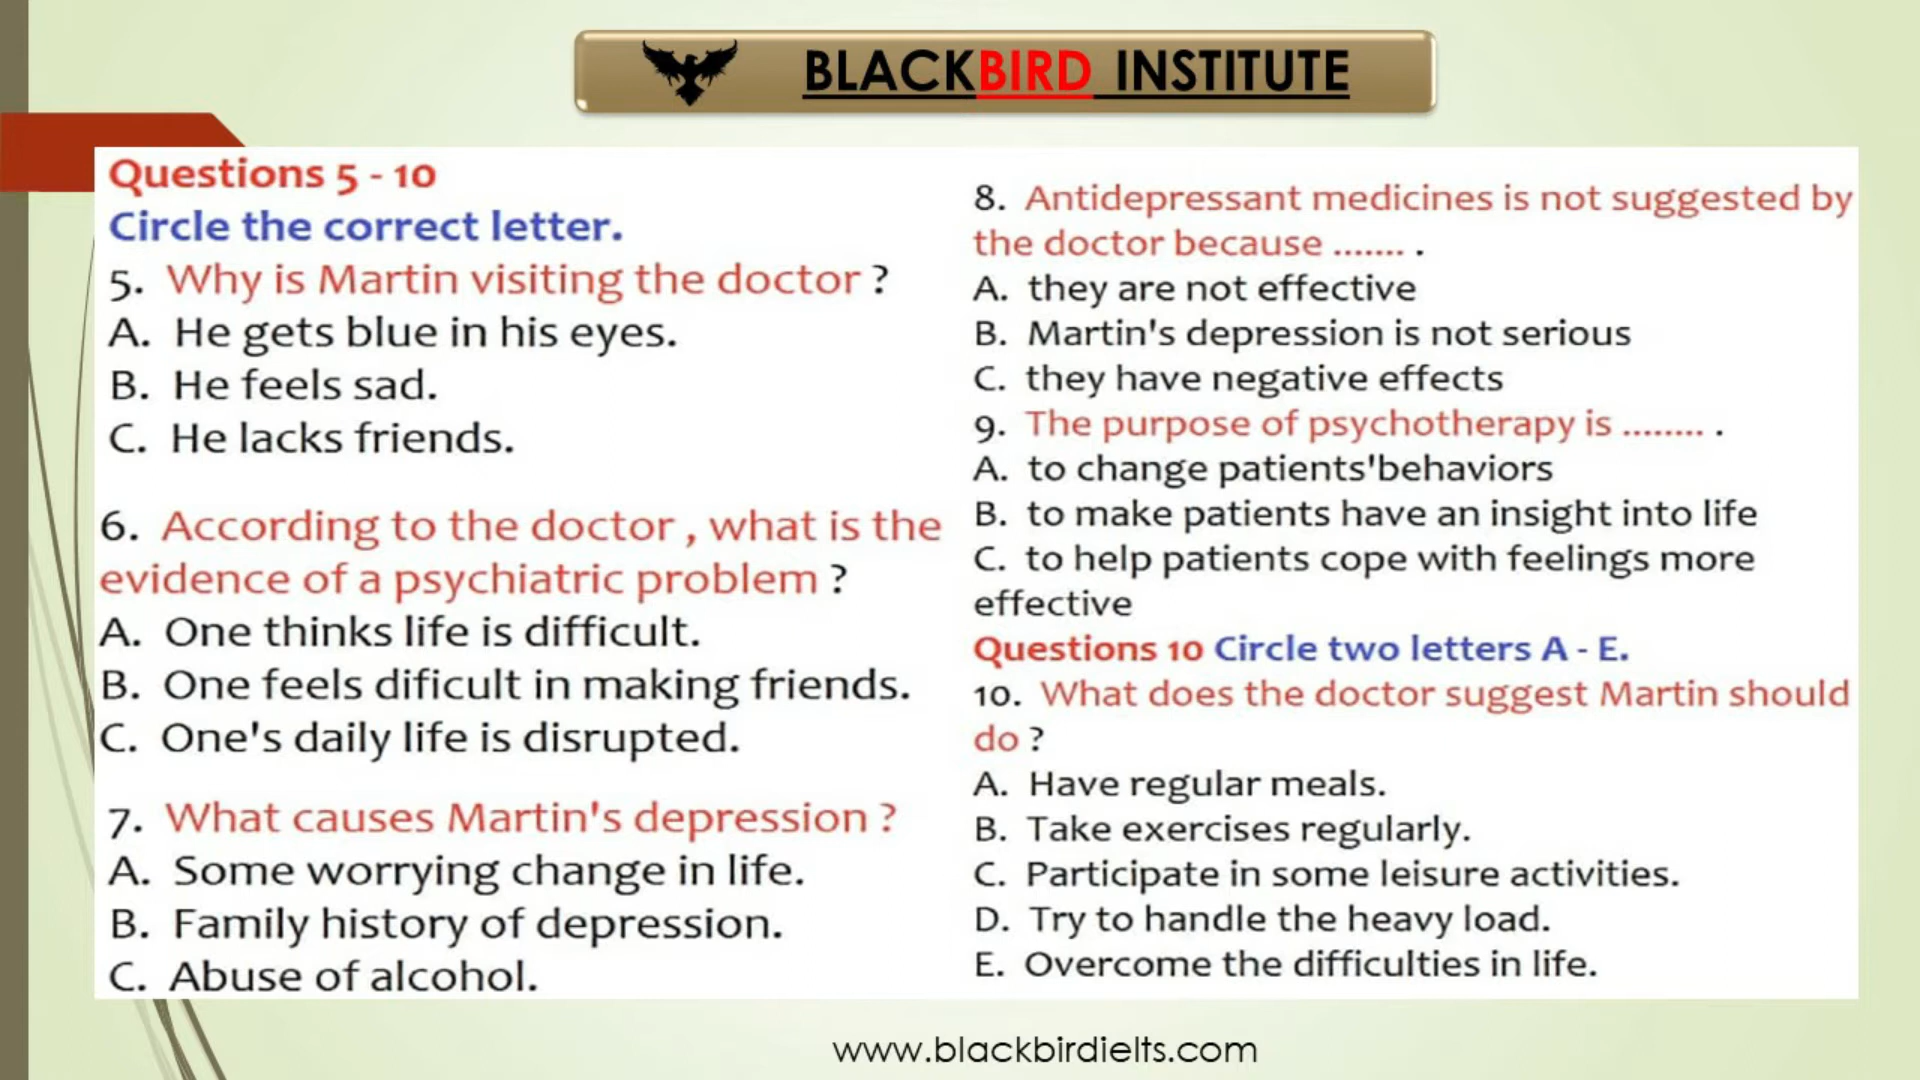 BLACKBIRD INSTITUTE
Questions 5 - 10
Circle the correct letter.
5. Why is Martin visiting the doctor ?
A. He gets blue in his eyes.
B. He feels sad.
C. He lacks friends.
6. According to the doctor , what is the
evidence of a psychiatric problem ?
A. One thinks life is difficult.
B. One feels dificult in making friends.
C. One's daily life is disrupted.
7. What causes Martin's depression ?
A. Some worrying change in life.
B. Family history of depression.
C. Abuse of alcohol.
8. Antidepressant medicines is not suggested by
the doctor because ....... .
A. they are not effective
B. Martin's depression is not serious
C. they have negative effects
9. The purpose of psychotherapy is ........ .
A. to change patients'behaviors
B. to make patients have an insight into life
C. to help patients cope with feelings more
effective
Questions 10 Circle two letters A - E.
10. What does the doctor suggest Martin should
do ?
A. Have regular meals.
B. Take exercises regularly.
C. Participate in some leisure activities.
D. Try to handle the heavy load.
E. Overcome the difficulties in life.
www.blackbirdielts.com